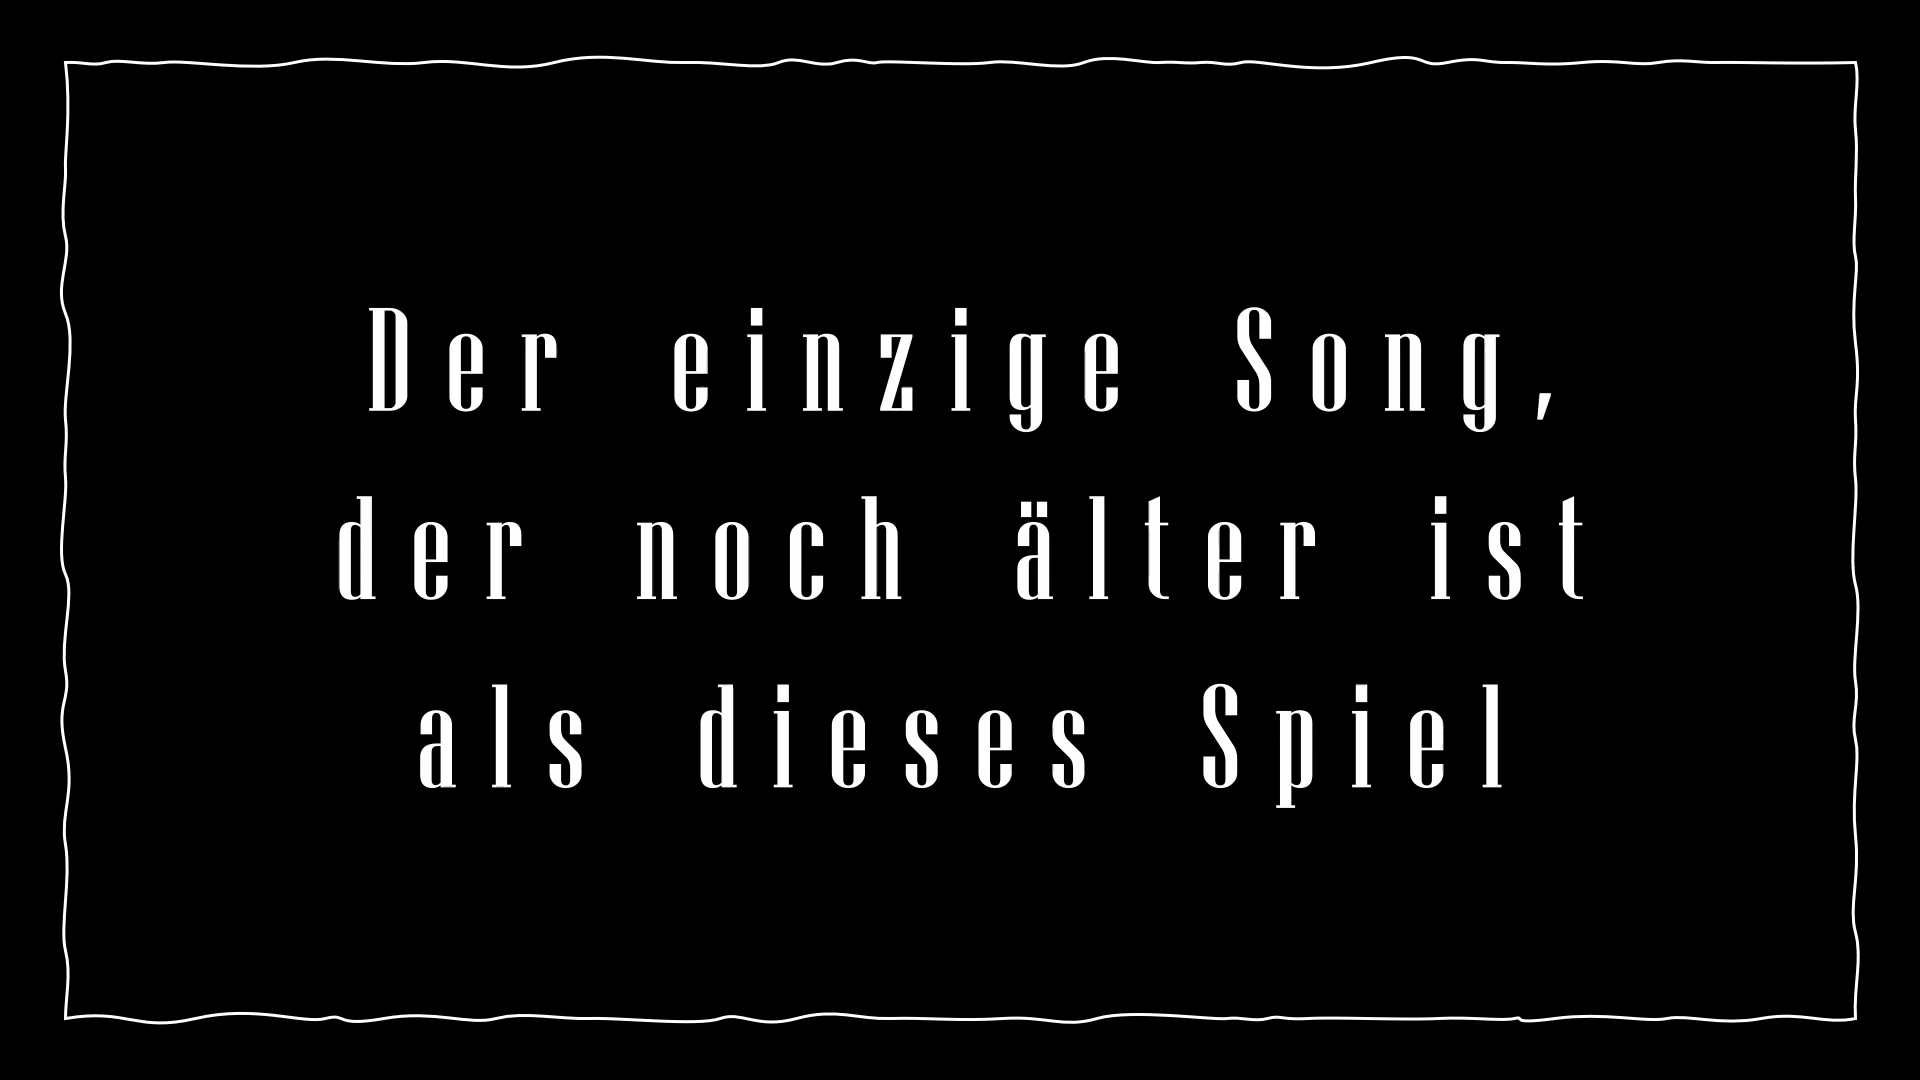 Der einzige Song,
der noch älter ist
als dieses Spiel